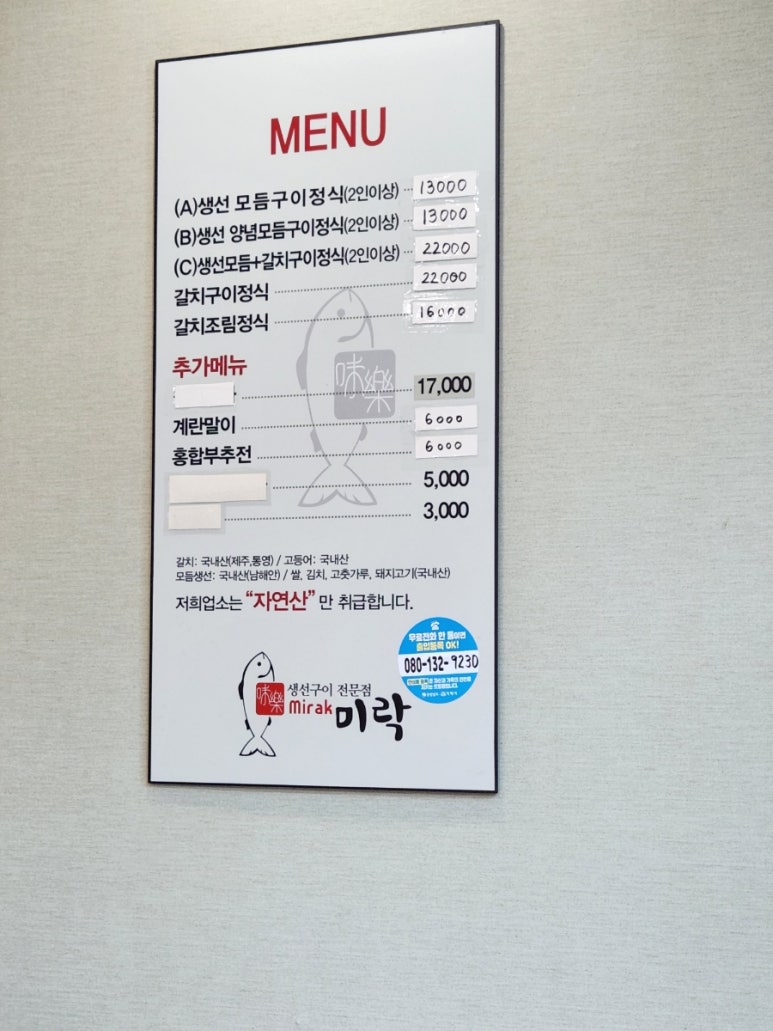 MENU
(A)생선 모듬구이정식(2인이상) ··· 13000
(B)생선 양념모듬구이정식(2인이상) ··· 13000
(C)생선모듬+갈치구이정식(2인이상) ··· 22000
갈치구이정식 ··· 22000
갈치조림정식 ··· 16000
추가메뉴
··· 17,000
계란말이 ··· 6000
홍합부추전 ··· 6000
··· 5,000
··· 3,000
味樂
갈치: 국내산(제주,통영) / 고등어: 국내산
모듬생선: 국내산(남해안) / 쌀, 김치, 고춧가루, 돼지고기(국내산)
저희업소는 "자연산" 만 취급합니다.
무료전화 한 통이면
출입등록 OK!
080-132-9230
味樂
생선구이 전문점
Mirak 미락